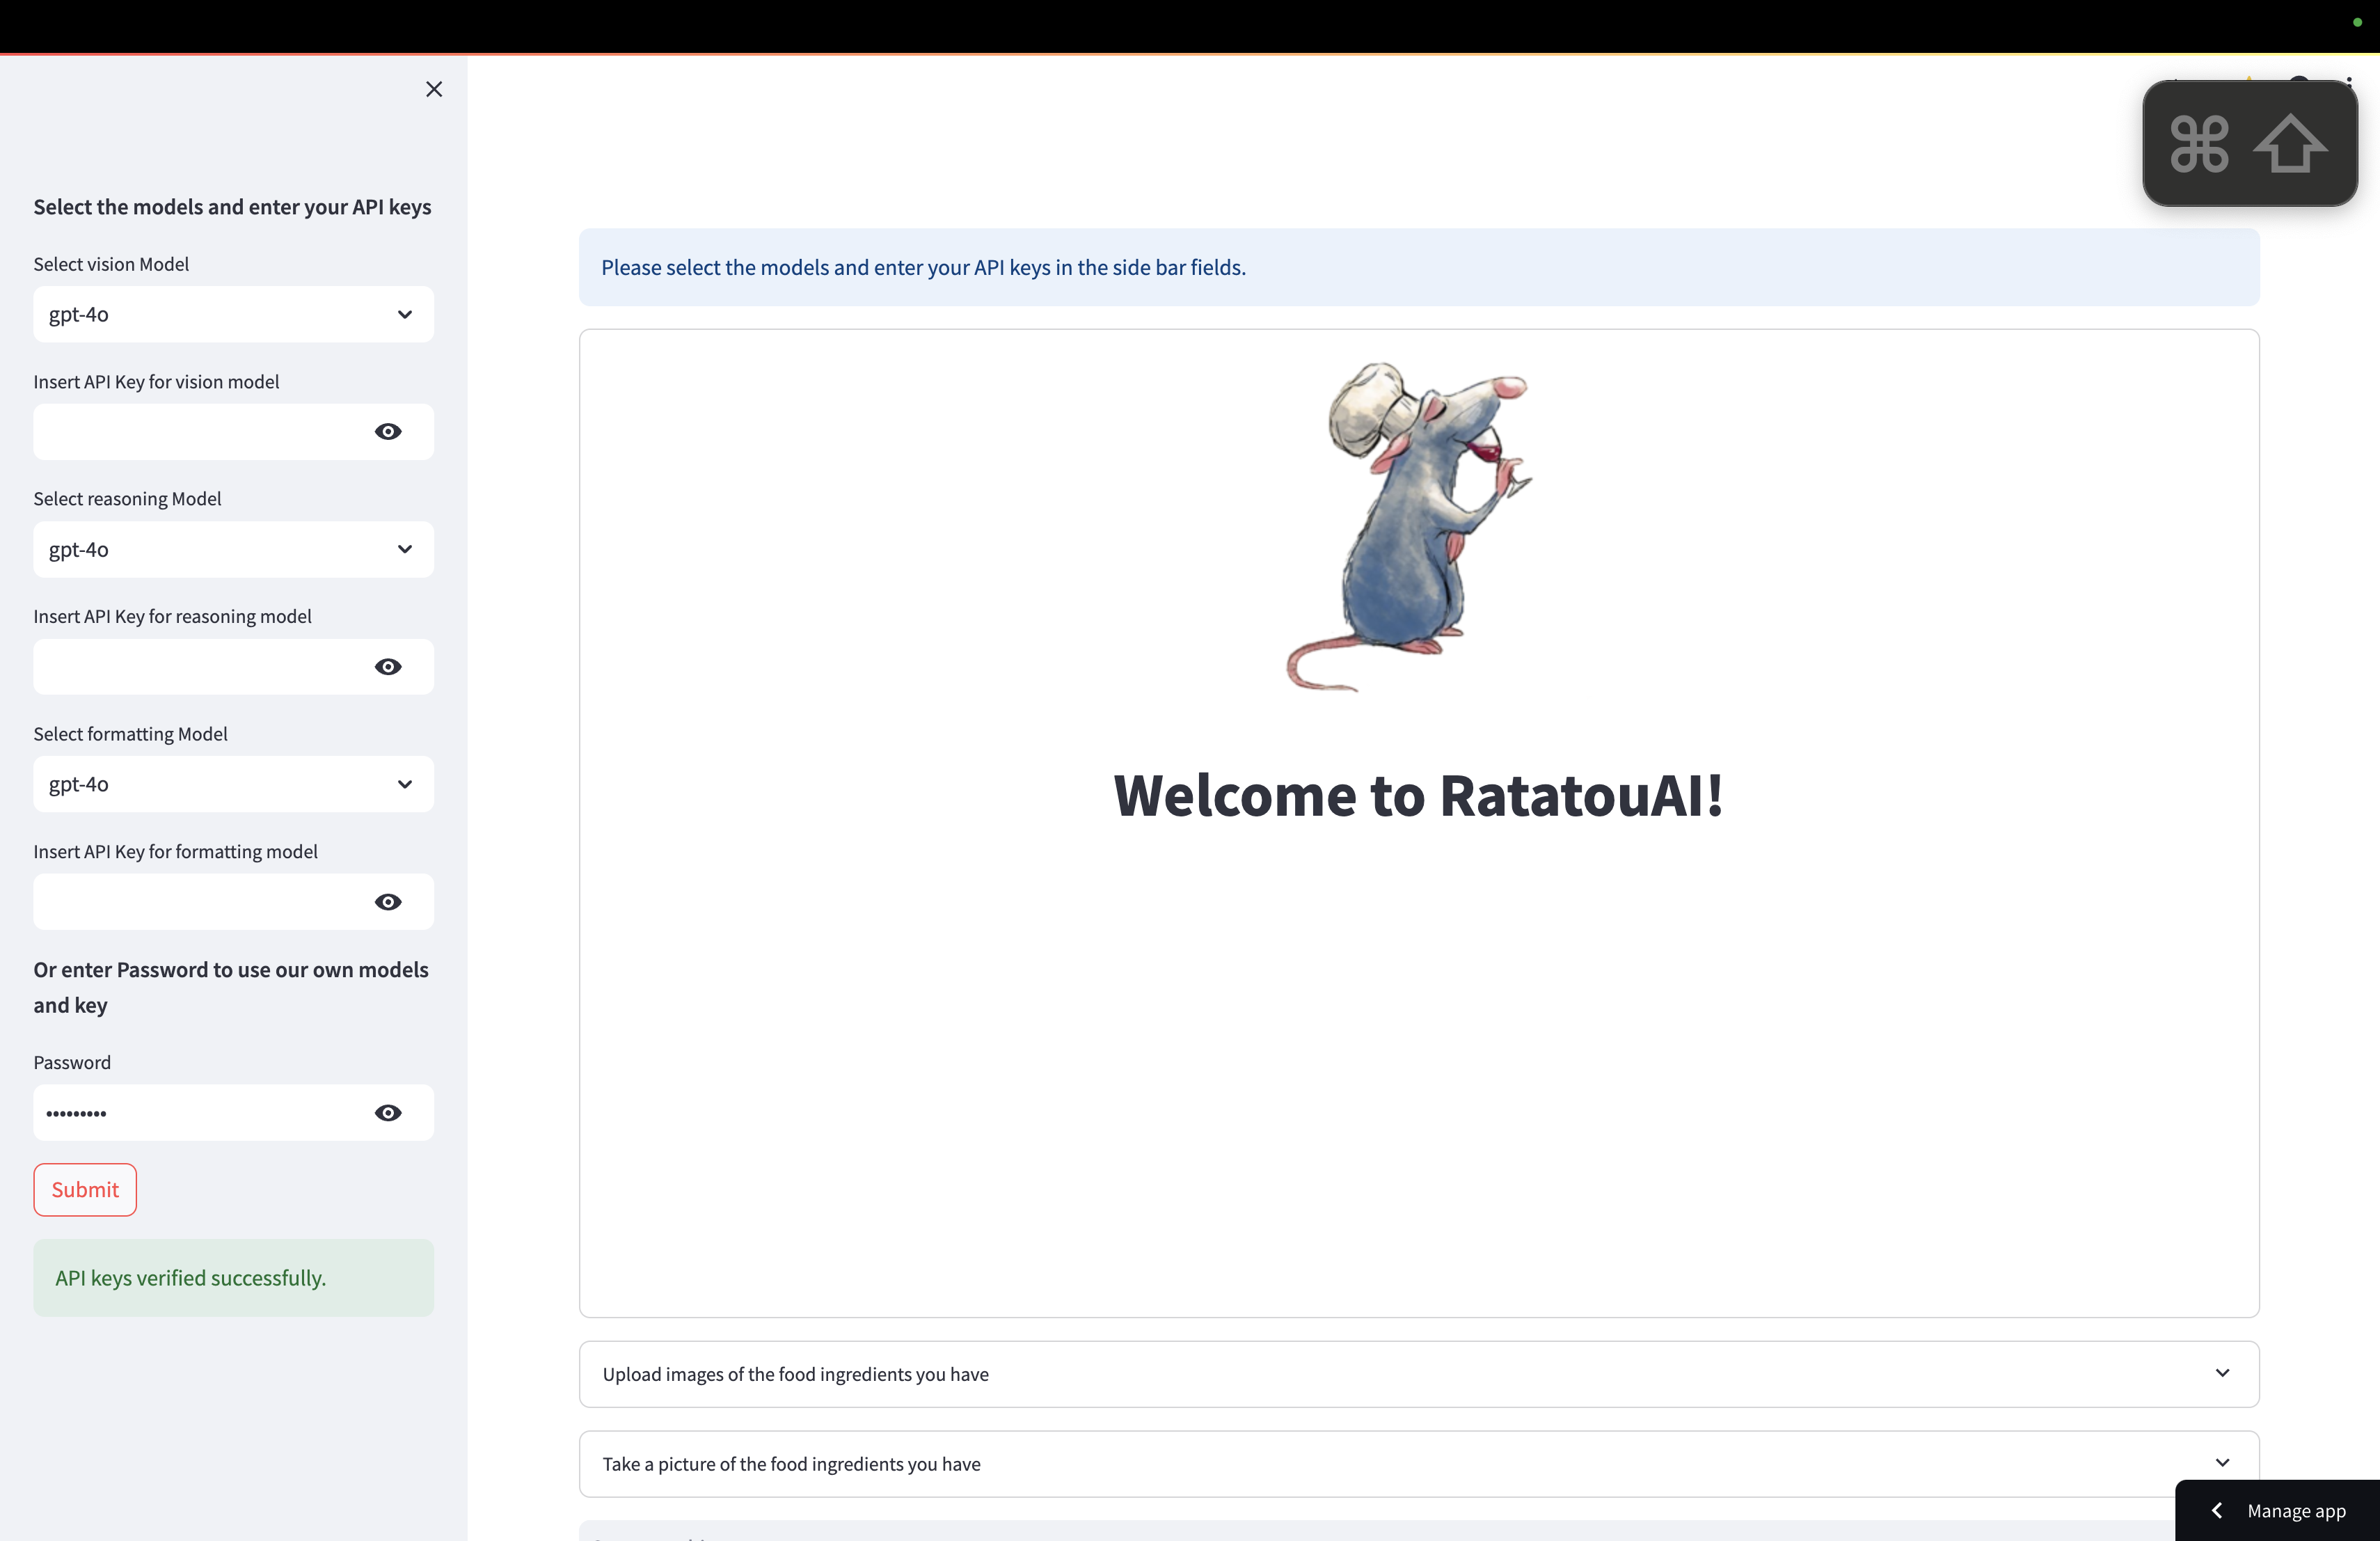 Select the models and enter your API keys
Select vision Model
gpt-4o
Insert API Key for vision model
Select reasoning Model
gpt-4o
Insert API Key for reasoning model
Select formatting Model
gpt-4o
Insert API Key for formatting model
Or enter Password to use our own models
and key
Password
•••••••••
Submit
API keys verified successfully.
Please select the models and enter your API keys in the side bar fields.
Welcome to RatatouAI!
Upload images of the food ingredients you have
Take a picture of the food ingredients you have
Manage app